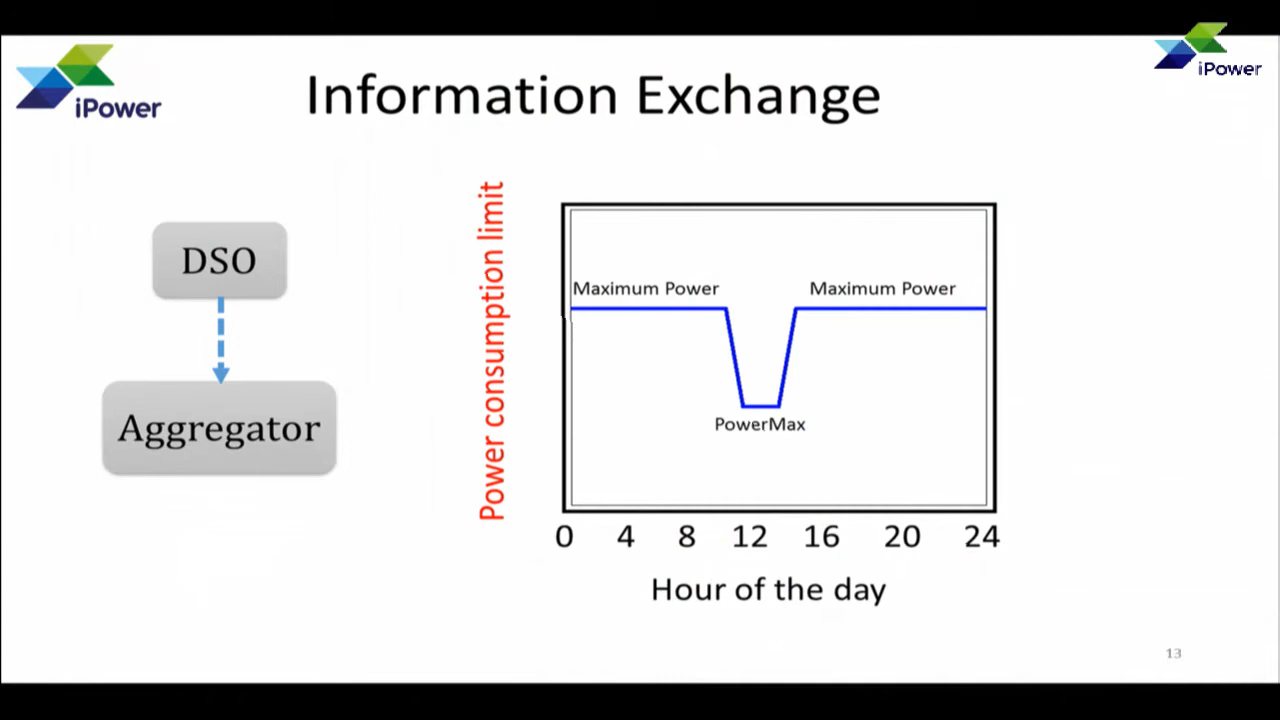 iPower
iPower
Information Exchange
DSO
Aggregator
Power consumption limit
Maximum Power
Maximum Power
PowerMax
0 4 8 12 16 20 24
Hour of the day
13